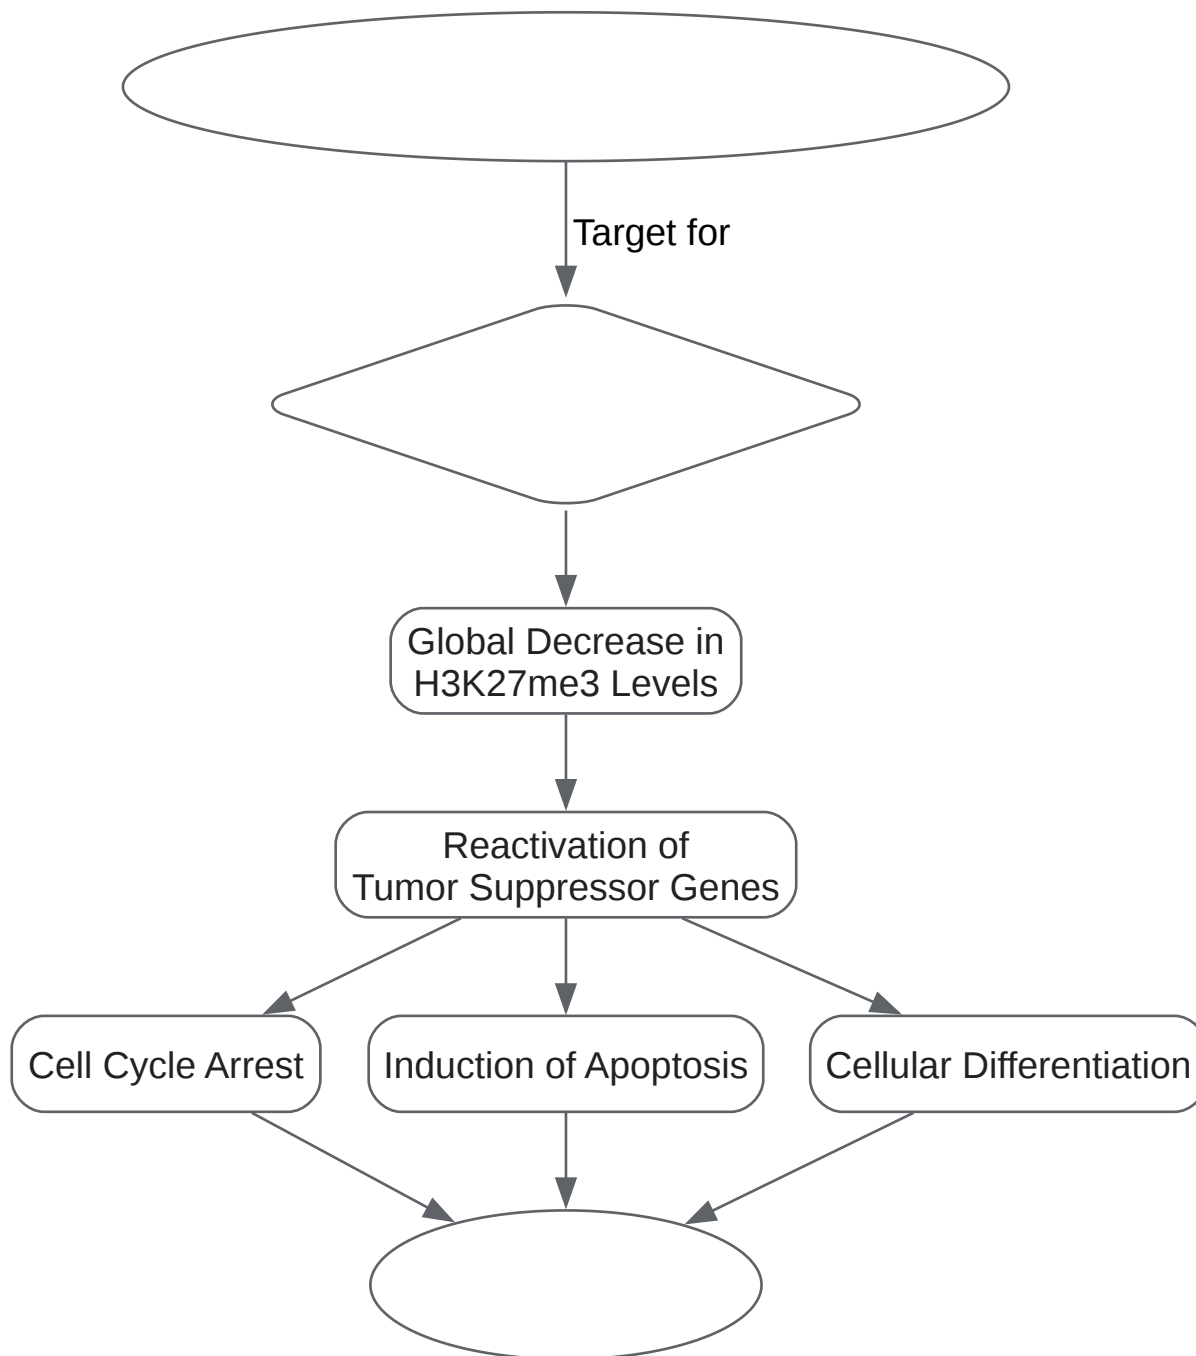 Target for
Global Decrease in
H3K27me3 Levels
Reactivation of
Tumor Suppressor Genes
Cell Cycle Arrest
Induction of Apoptosis
Cellular Differentiation